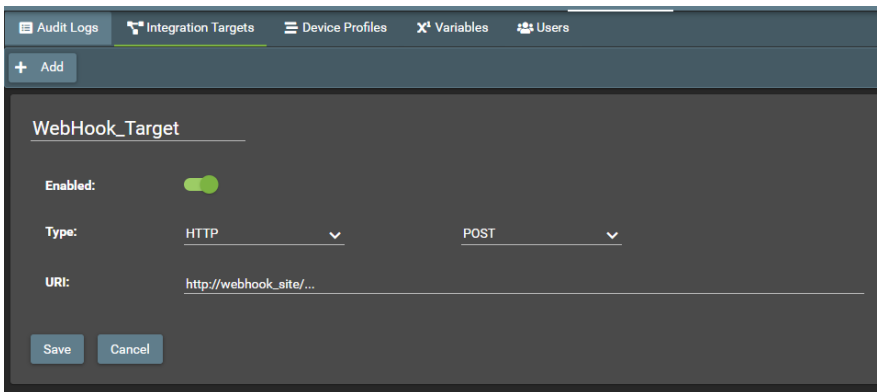 Audit Logs Integration Targets Device Profiles X¹ Variables Users
+ Add
WebHook_Target
Enabled:
Type: HTTP POST
URI: http://webhook_site/...
Save Cancel